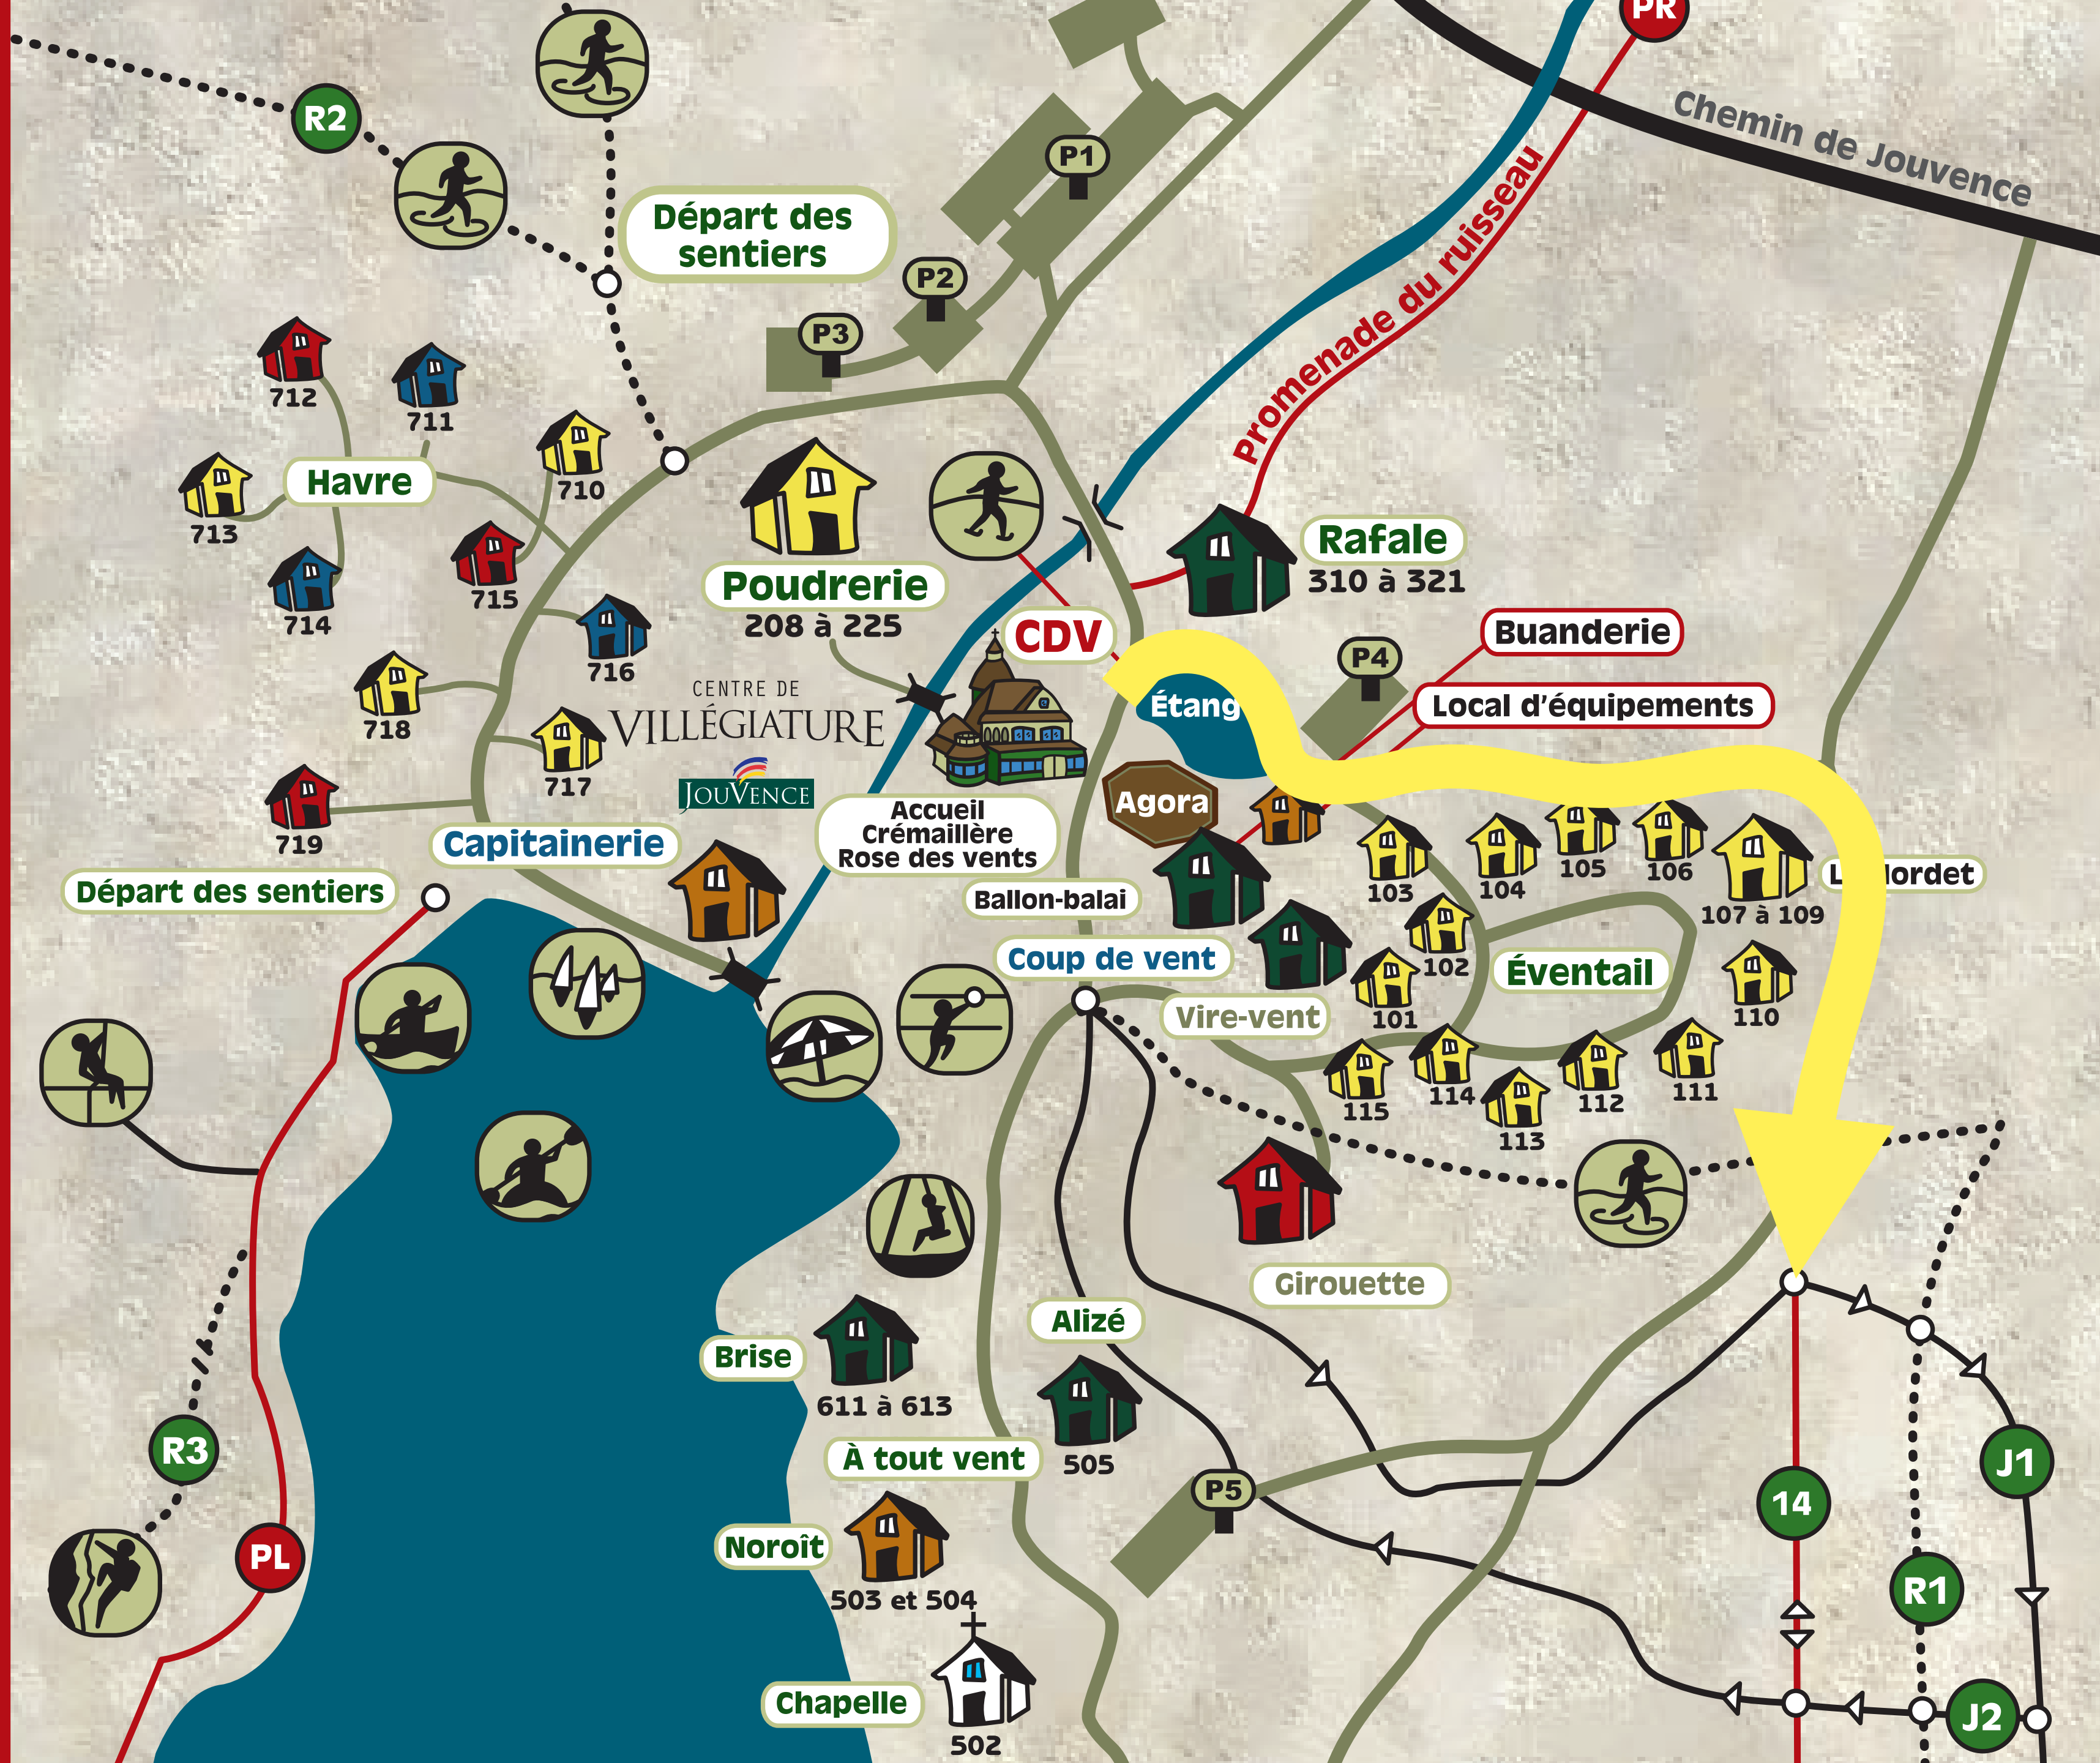 PR
R2
Chemin de Jouvence
P1
Départ des
sentiers
P2
P3
Promenade du ruisseau
712
711
710
Havre
713
714
715
716
718
717
719
Poudrerie
208 à 225
Rafale
310 à 321
CDV
Buanderie
P4
Local d'équipements
Étang
CENTRE DE
VILLÉGIATURE
JOUVENCE
Agora
Accueil
Crémaillère
Rose des vents
Capitainerie
Départ des sentiers
Ballon-balai
Coup de vent
Vire-vent
103
104
105
106
107 à 109
102
101
Éventail
110
111
112
113
114
115
Girouette
Alizé
505
Brise
611 à 613
À tout vent
P5
Noroît
503 et 504
Chapelle
502
R3
PL
14
J1
R1
J2